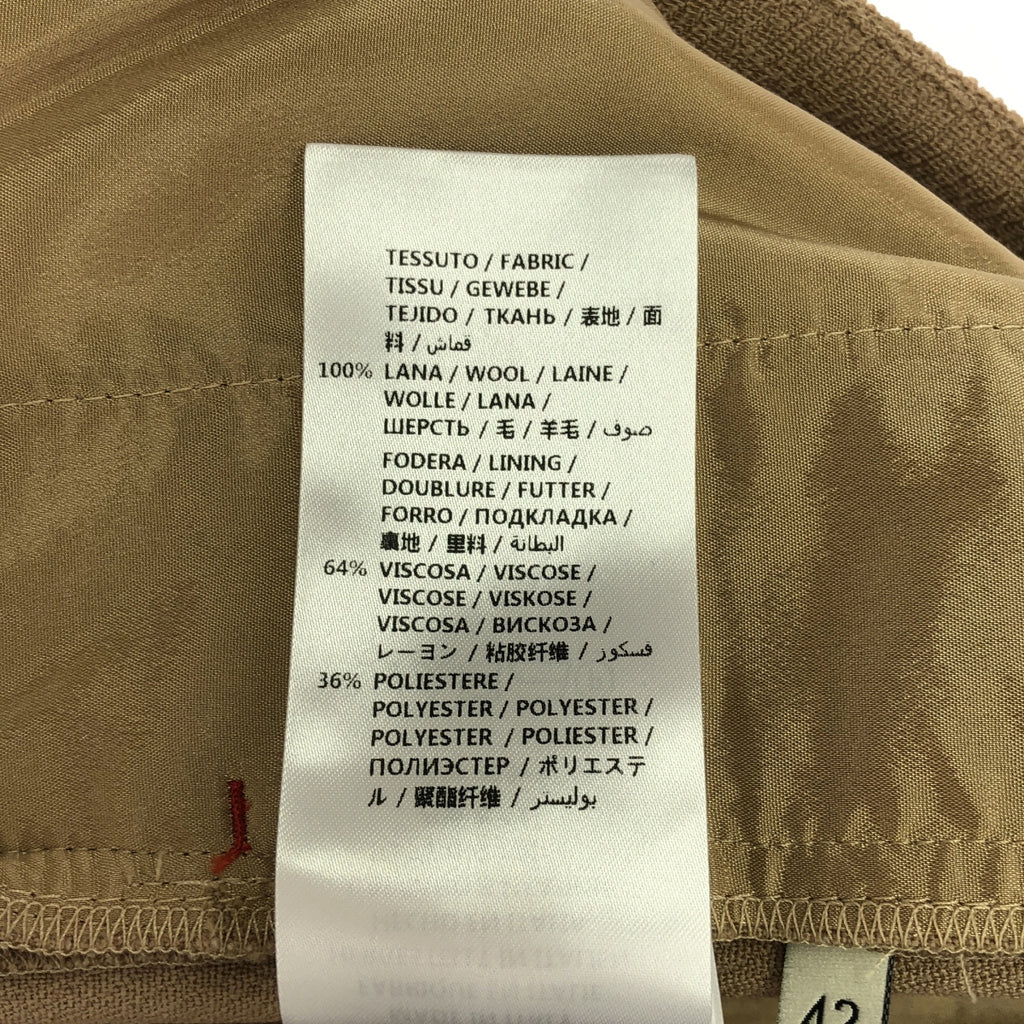 TESSUTO / FABRIC /
TISSU / GEWEBE /
TEJIDO / ТКАНЬ / 表地 / 面
料 / قماش
100% LANA / WOOL / LAINE /
WOLLE / LANA /
ШЕРСТЬ / 毛 / 羊毛 / صوف
FODERA / LINING /
DOUBLURE / FUTTER /
FORRO / ПОДКЛАДКА /
裏地 / 里料 / البطانة
64% VISCOSA / VISCOSE /
VISCOSE / VISKOSE /
VISCOSA / ВИСКОЗА /
レーヨン / 粘胶纤维 / فسكوز
36% POLIESTERE /
POLYESTER / POLYESTER /
POLYESTER / POLIESTER /
ПОЛИЭСТЕР / ポリエステ
ル / 聚酯纤维 / بوليستر
42